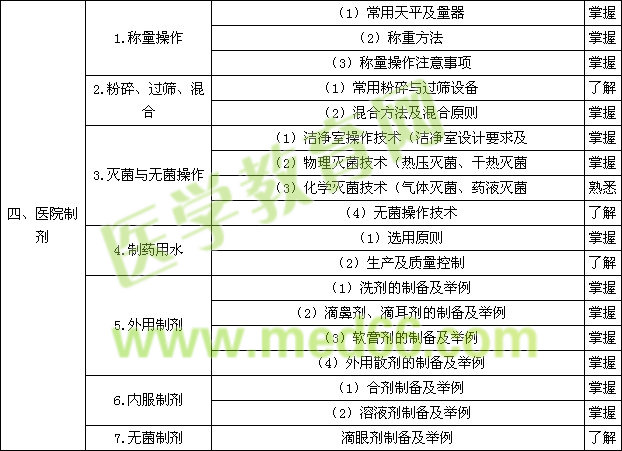 四、医院制剂
1.称量操作
(1)常用天平及量器 掌握
(2)称重方法 掌握
(3)称量操作注意事项 掌握
2.粉碎、过筛、混合
(1)常用粉碎与过筛设备 了解
(2)混合方法及混合原则 掌握
3.灭菌与无菌操作
(1)洁净室操作技术(洁净室设计要求及 掌握
(2)物理灭菌技术(热压灭菌、干热灭菌 掌握
(3)化学灭菌技术(气体灭菌、药液灭菌 熟悉
(4)无菌操作技术 了解
4.制药用水
(1)选用原则 掌握
(2)生产及质量控制 了解
5.外用制剂
(1)洗剂的制备及举例 掌握
(2)滴鼻剂、滴耳剂的制备及举例 掌握
(3)软膏剂的制备及举例 掌握
(4)外用散剂的制备及举例 掌握
6.内服制剂
(1)合剂制备及举例 掌握
(2)溶液剂制备及举例 掌握
7.无菌制剂 滴眼剂制备及举例 了解
医学教育网
www.med66.com